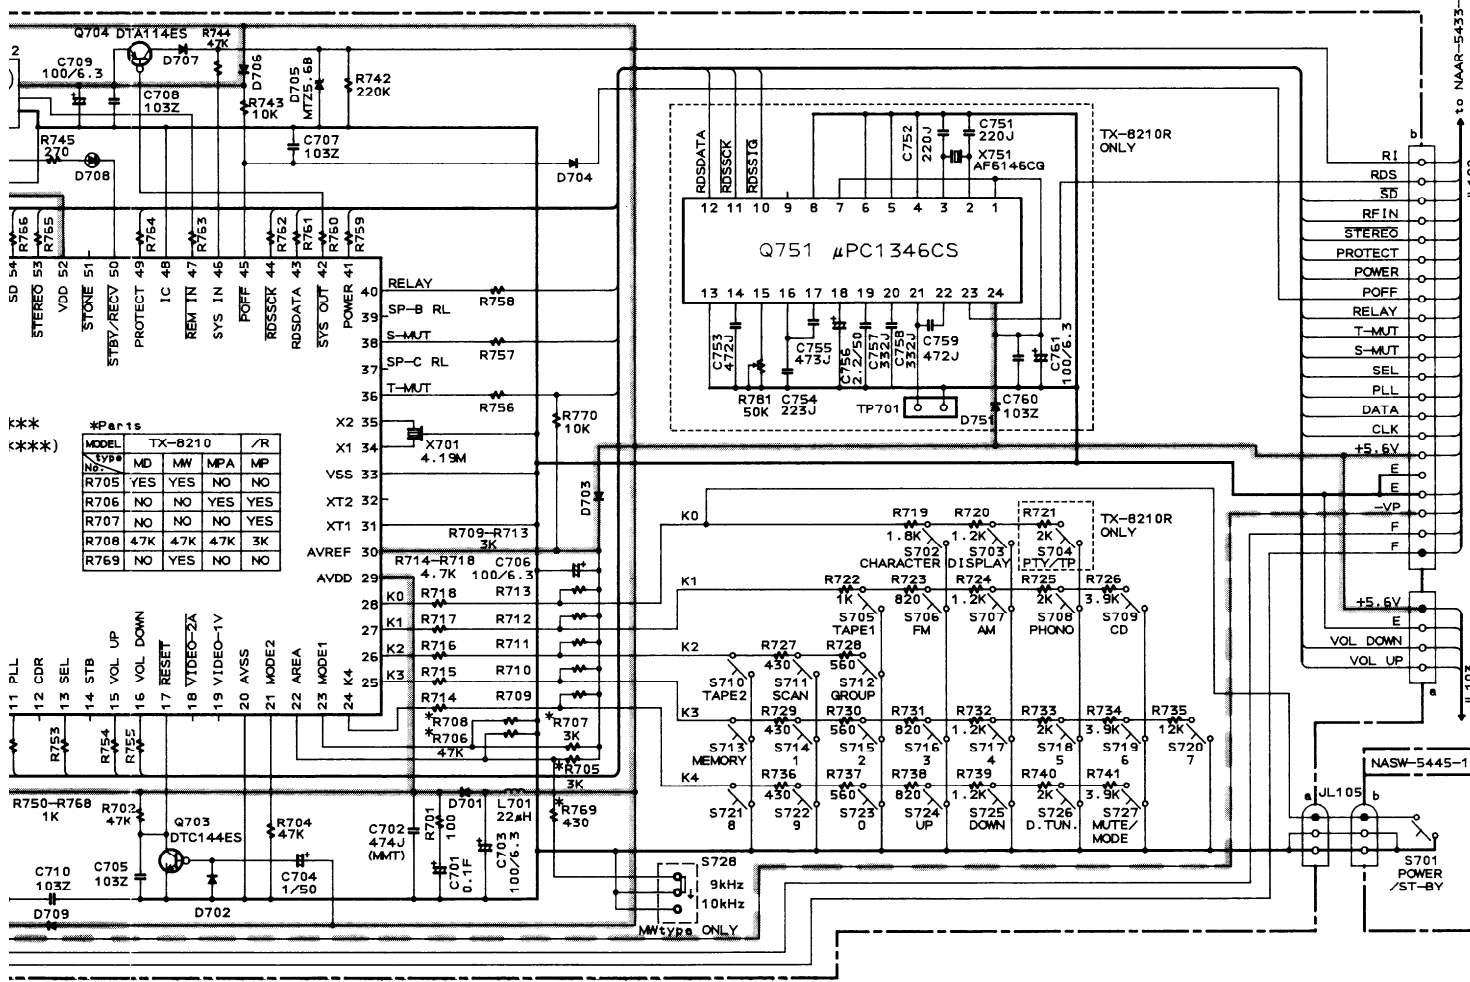 Q704 DTA114ES
R744
47K
2
C709
100/6.3
D707
D706
D705
MTZ5.6B
R742
220K
C708
103Z
R743
10K
R745
270
C707
103Z
D708
D704
to NAAR-5433-
RDSDATA
RDSSCK
RDSSIG
C752
220J
C751
220J
X751
AF6146CG
TX-8210R
ONLY
12 11 10 9 8 7 6 5 4 3 2 1
Q751 μPC1346CS
13 14 15 16 17 18 19 20 21 22 23 24
C753
472J
R781
50K
C755
473J
C754
223J
C756
2.2/50
C757
332J
C758
332J
C759
472J
TP701
D751
C760
103Z
C761
100/6.3
b
RI
RDS
SD
RFIN
STEREO
PROTECT
POWER
POFF
RELAY
T-MUT
S-MUT
SEL
PLL
DATA
CLK
+5.6V
E
E
-VP
F
F
+5.6V
E
VOL DOWN
VOL UP
a
R766
R765
R764
R763
R762
R761
R760
R759
54 53 52 51 50 49 48 47 46 45 44 43 42 41
SD
STEREO
VDD
STONE
STBY/RECV
PROTECT
IC
REM IN
SYS IN
POFF
RDSSCK
RDSDATA
SYS OUT
POWER
40 RELAY
R758
39 SP-B RL
38 S-MUT
R757
37 SP-C RL
36 T-MUT
R756
X2 35
X1 34
X701
4.19M
VSS 33
XT2 32
XT1 31
AVREF 30
AVDD 29
28 K0 R718 R713
27 K1 R717 R712
26 K2 R716 R711
25 K3 R715 R710
R714 R709
R770
10K
D703
R709-R713
3K
R714-R718
4.7K
C706
100/6.3
***
****)
*Parts
MODEL TX-8210 /R
type
No. MD MW MPA MP
R705 YES YES NO NO
R706 NO NO YES YES
R707 NO NO NO YES
R708 47K 47K 47K 3K
R769 NO YES NO NO
PLL
CDR
SEL
STB
VOL UP
VOL DOWN
RESET
VIDEO-2A
VIDEO-1V
AVSS
MODE2
AREA
MODE1
K4
11 12 13 14 15 16 17 18 19 20 21 22 23 24
R753
R754
R755
*R708
*R706
47K
*R707
3K
*R705
3K
*R769
430
R750-R768
1K
R702
47K
Q703
DTC144ES
R704
47K
C702
474J
(MMT)
R701
100
D701
L701
22μH
C701
0.1F
C703
100/6.3
C710
103Z
C705
103Z
C704
1/50
D709
D702
K0
R719
1.8K
S702
CHARACTER
R720
1.2K
S703
DISPLAY
R721
2K
S704
PTY/TP
TX-8210R
ONLY
K1
R722
1K
S705
TAPE1
R723
820
S706
FM
R724
1.2K
S707
AM
R725
2K
S708
PHONO
R726
3.9K
S709
CD
K2
S710
TAPE2
R727
430
S711
SCAN
R728
560
S712
GROUP
K3
S713
MEMORY
R729
430
S714
1
R730
560
S715
2
R731
820
S716
3
R732
1.2K
S717
4
R733
2K
S718
5
R734
3.9K
S719
6
R735
12K
S720
7
K4
S721
8
R736
430
S722
9
R737
560
S723
0
R738
820
S724
UP
R739
1.2K
S725
DOWN
R740
2K
S726
D.TUN.
R741
3.9K
S727
MUTE/
MODE
S728
9kHz
10kHz
MWtype ONLY
NASW-5445-1
a JL105 b
S701
POWER
/ST-BY